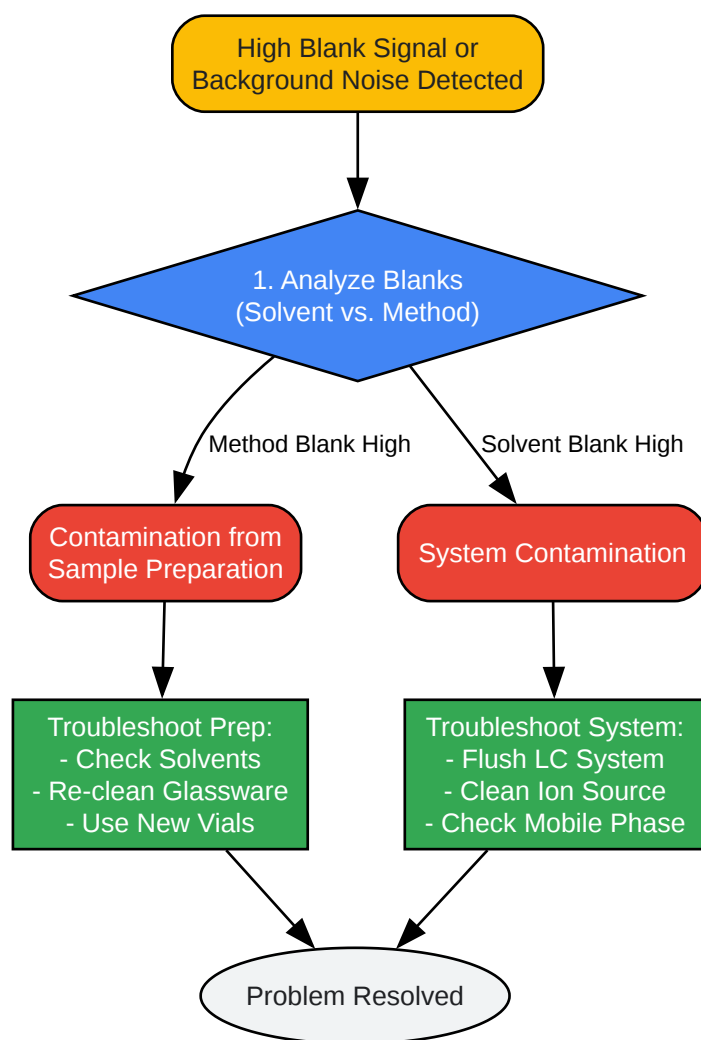 High Blank Signal or
Background Noise Detected
1. Analyze Blanks
(Solvent vs. Method)
Method Blank High
Solvent Blank High
Contamination from
Sample Preparation
System Contamination
Troubleshoot Prep:
- Check Solvents
- Re-clean Glassware
- Use New Vials
Troubleshoot System:
- Flush LC System
- Clean Ion Source
- Check Mobile Phase
Problem Resolved